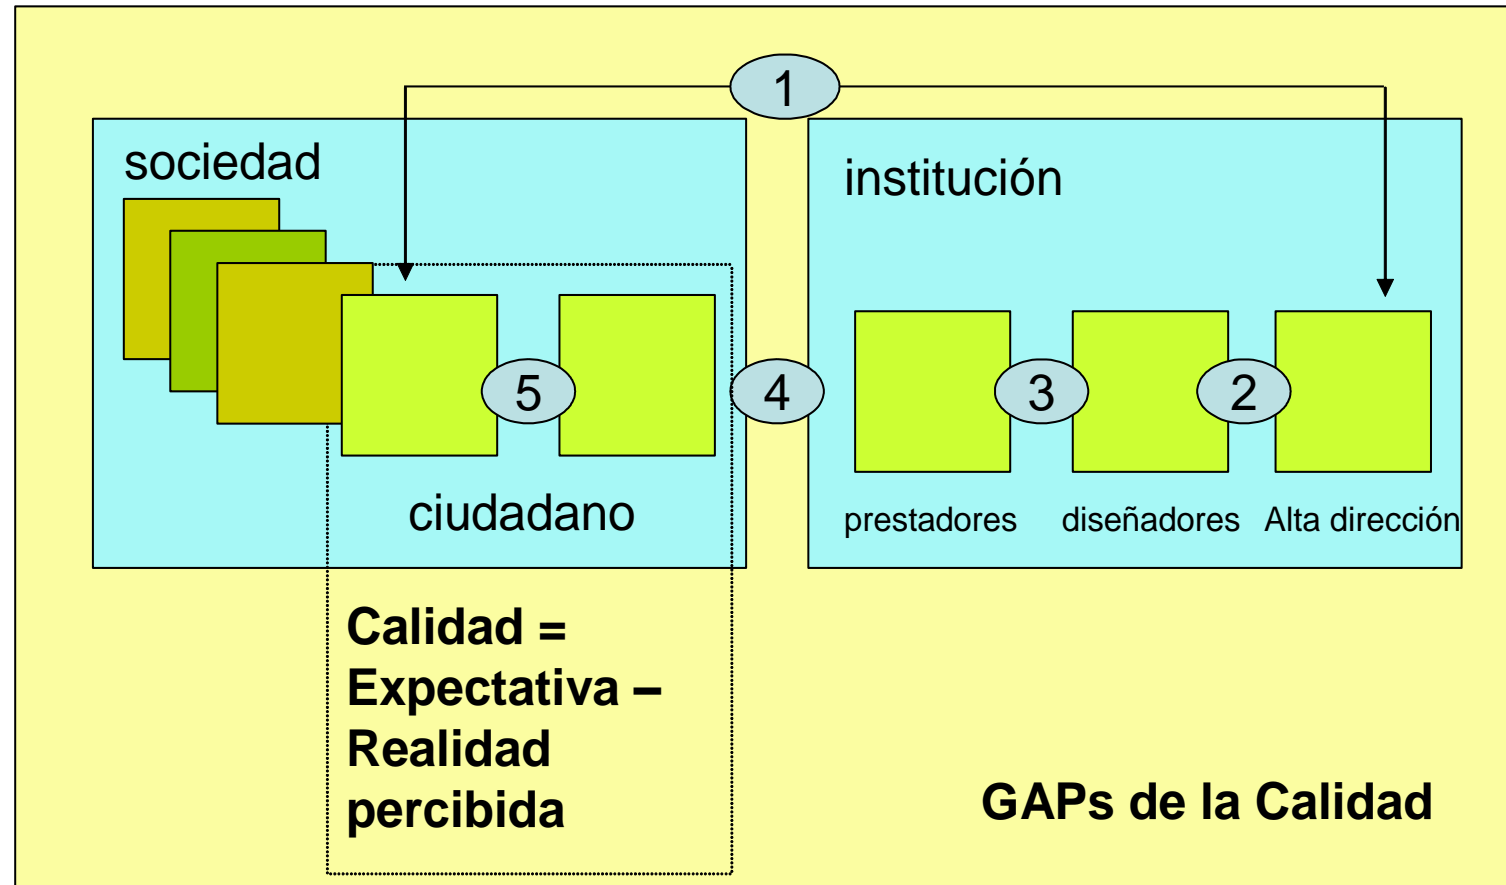 1
sociedad
institución
5
4
3
2
ciudadano
prestadores
diseñadores
Alta dirección
Calidad =
Expectativa –
Realidad
percibida
GAPs de la Calidad